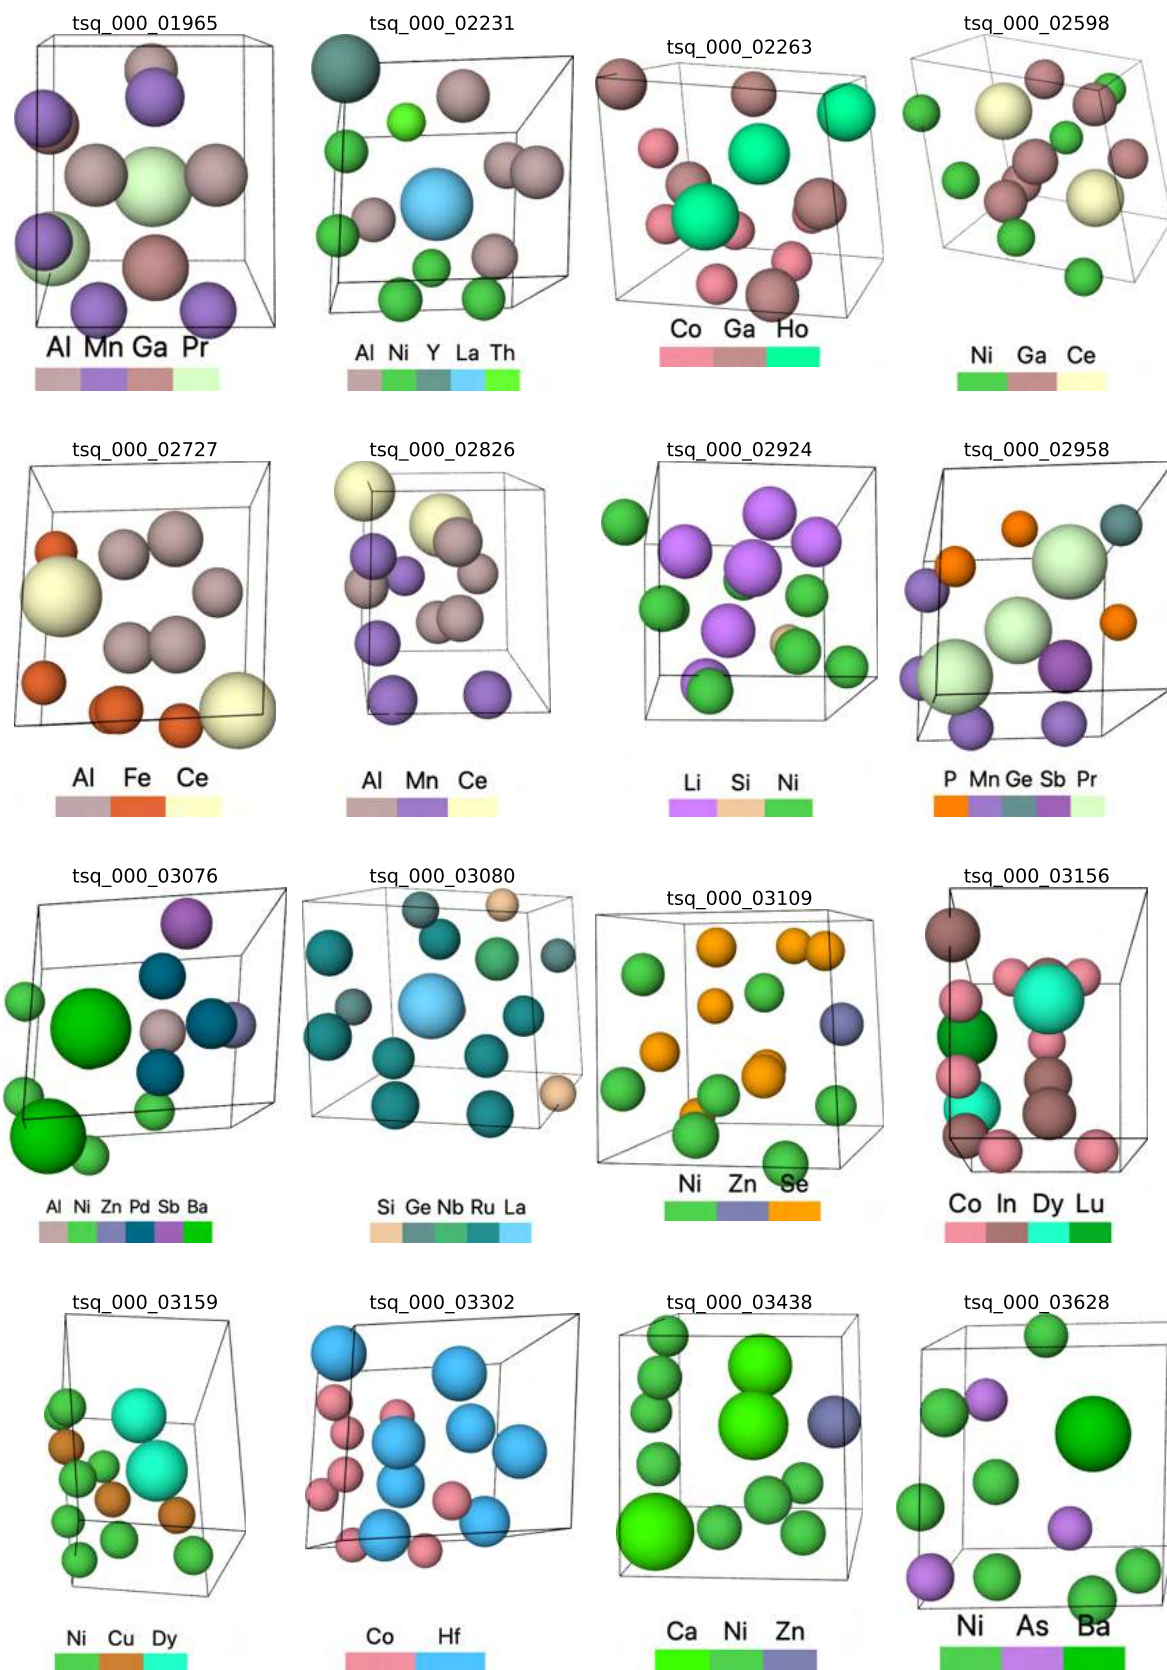 tsq_000_01965 tsq_000_02231 tsq_000_02263 tsq_000_02598
Al Mn Ga Pr
Al Ni Y La Th
Co Ga Ho
Ni Ga Ce
tsq_000_02727 tsq_000_02826 tsq_000_02924 tsq_000_02958
Al Fe Ce
Al Mn Ce
Li Si Ni
P Mn Ge Sb Pr
tsq_000_03076 tsq_000_03080 tsq_000_03109 tsq_000_03156
Al Ni Zn Pd Sb Ba
Si Ge Nb Ru La
Ni Zn Se
Co In Dy Lu
tsq_000_03159 tsq_000_03302 tsq_000_03438 tsq_000_03628
Ni Cu Dy
Co Hf
Ca Ni Zn
Ni As Ba